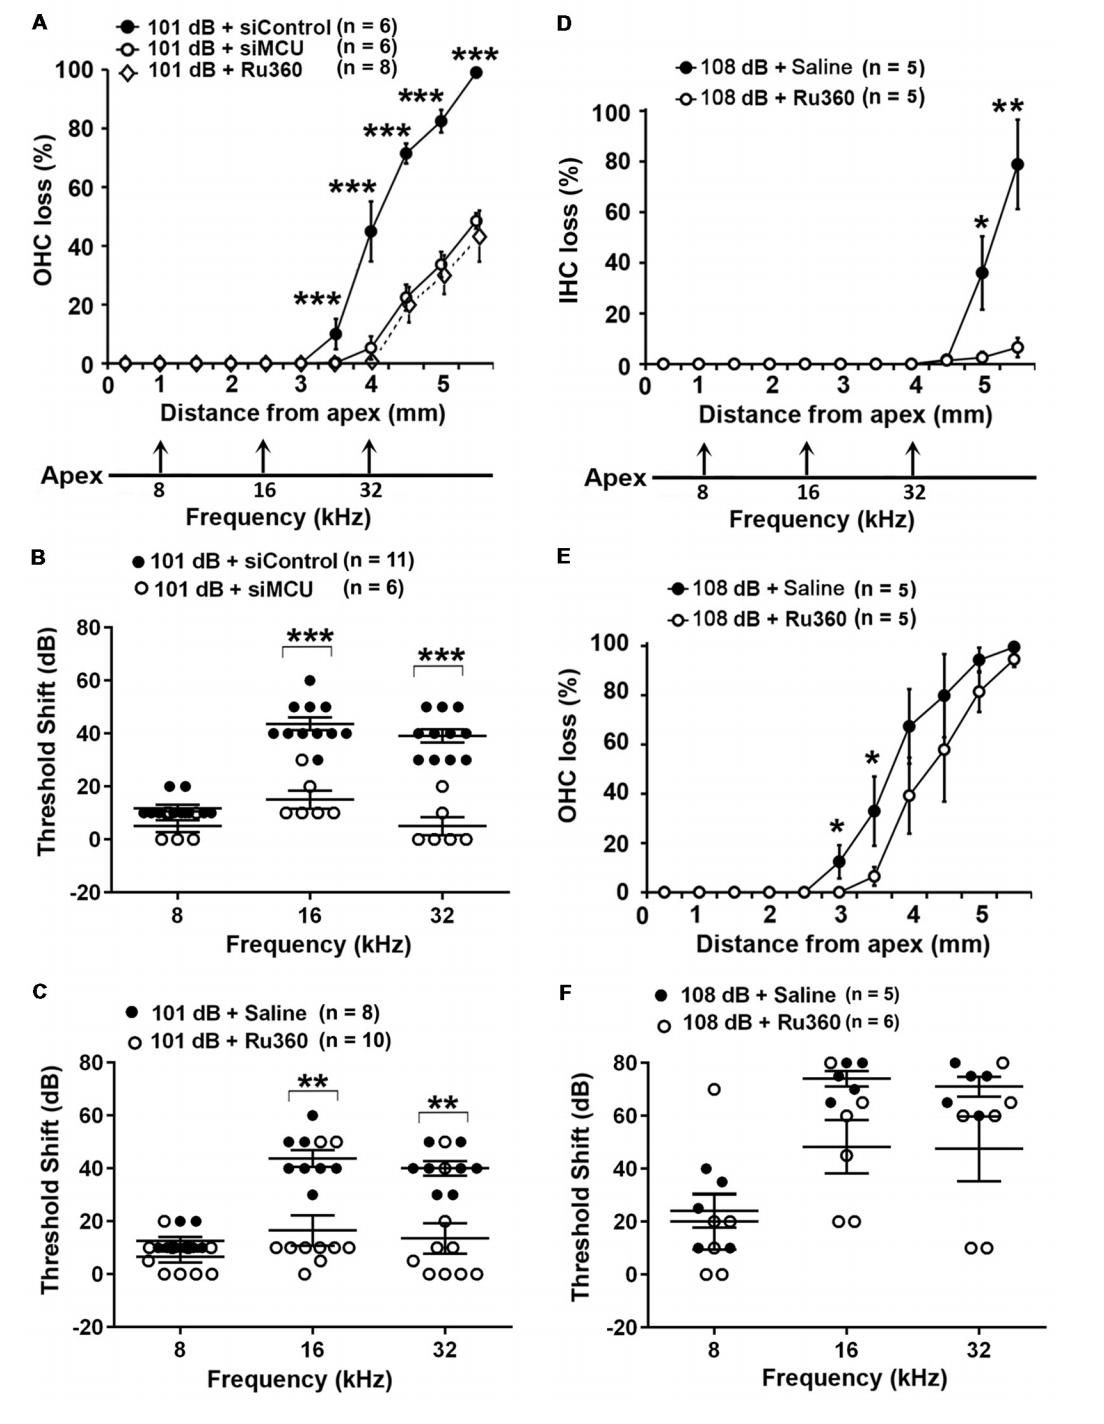 A
101 dB + siControl (n = 6)
101 dB + siMCU (n = 6)
101 dB + Ru360 (n = 8)
OHC loss (%)
100
80
60
40
20
0
***
***
***
***
***
0 1 2 3 4 5
Distance from apex (mm)
Apex
8 16 32
Frequency (kHz)
B
101 dB + siControl (n = 11)
101 dB + siMCU (n = 6)
Threshold Shift (dB)
80
60
40
20
0
-20
***
***
8 16 32
Frequency (kHz)
C
101 dB + Saline (n = 8)
101 dB + Ru360 (n = 10)
Threshold Shift (dB)
80
60
40
20
0
-20
**
**
8 16 32
Frequency (kHz)
D
108 dB + Saline (n = 5)
108 dB + Ru360 (n = 5)
IHC loss (%)
100
80
60
40
20
0
**
*
0 1 2 3 4 5
Distance from apex (mm)
Apex
8 16 32
Frequency (kHz)
E
108 dB + Saline (n = 5)
108 dB + Ru360 (n = 5)
OHC loss (%)
100
80
60
40
20
0
*
*
0 1 2 3 4 5
Distance from apex (mm)
F
108 dB + Saline (n = 5)
108 dB + Ru360 (n = 6)
Threshold Shift (dB)
80
60
40
20
0
-20
8 16 32
Frequency (kHz)